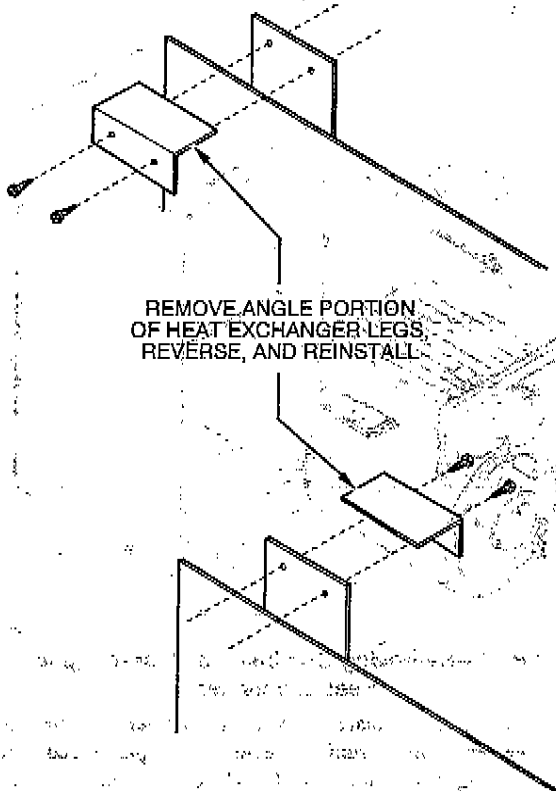 REMOVE ANGLE PORTION
OF HEAT EXCHANGER LEGS,
REVERSE, AND REINSTALL